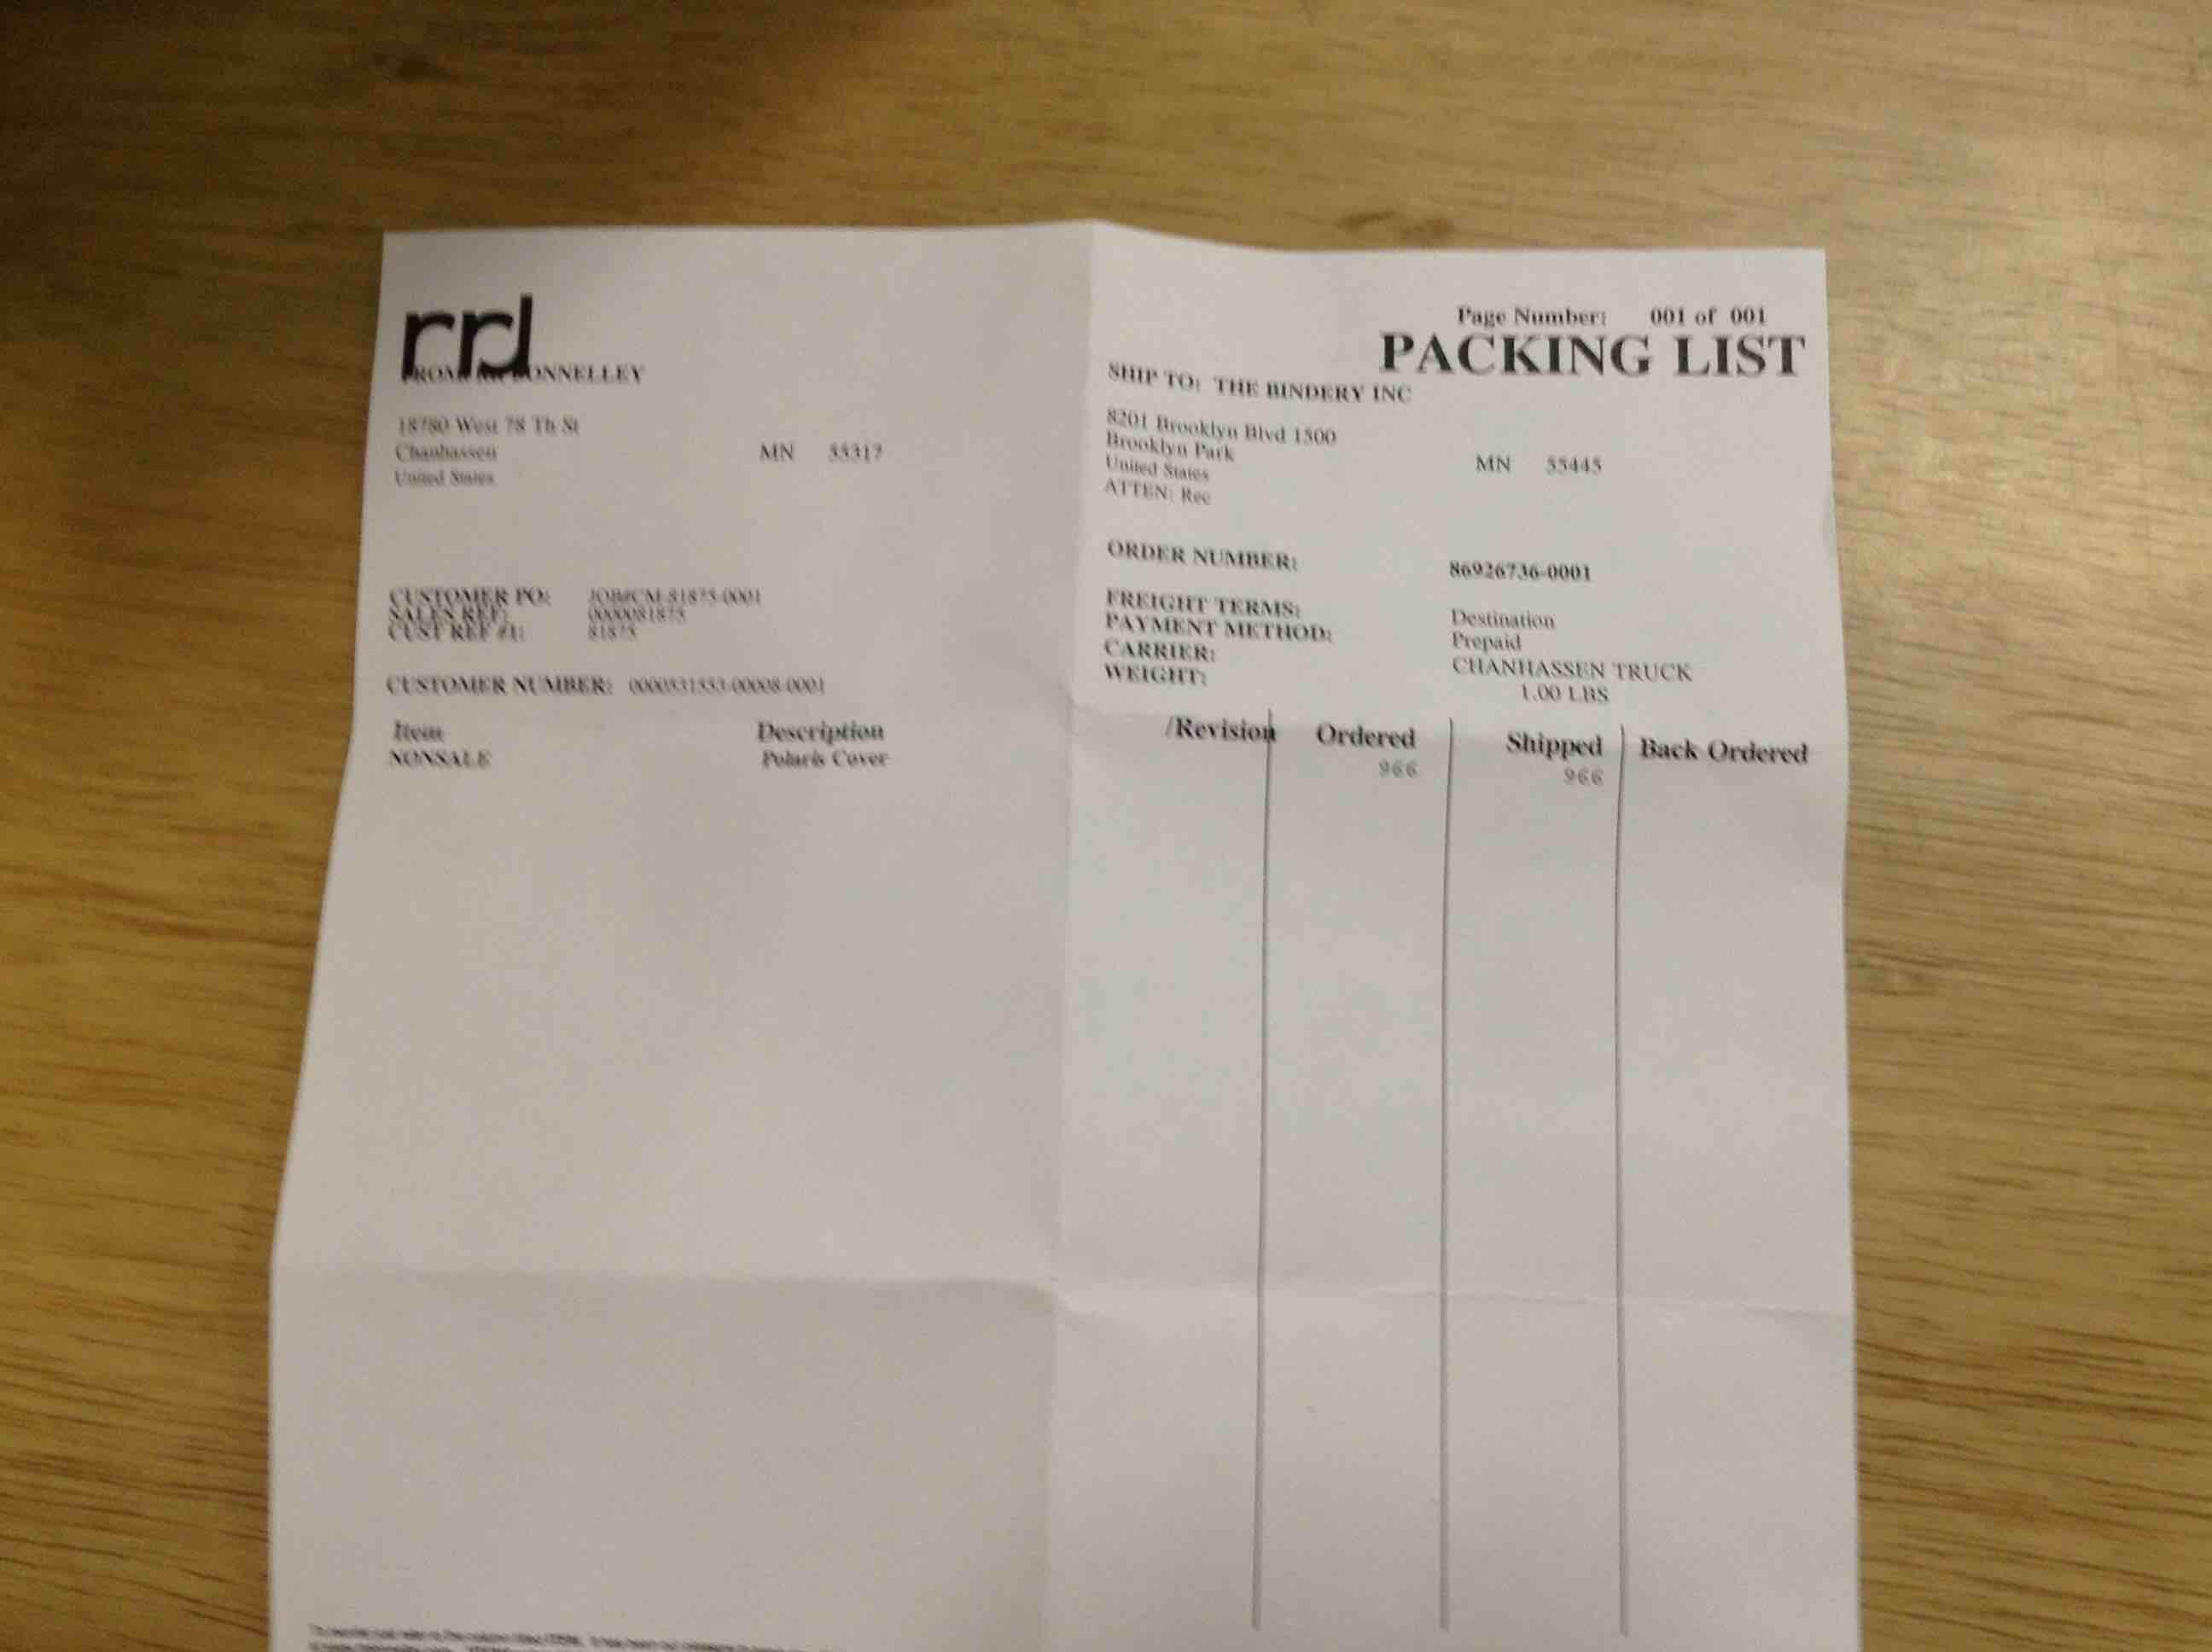 rrd
Page Number: 001 of 001
PACKING LIST
FROM: RR DONNELLEY
18780 West 78 Th St
Chanhassen MN 55317
United States
SHIP TO: THE BINDERY INC
8201 Brooklyn Blvd 1500
Brooklyn Park MN 55445
United States
ATTEN: Rec
CUSTOMER PO: JOB#CM-81875-0001
SALES REF: 0000081875
CUST REF #1: 81875
CUSTOMER NUMBER: 0000531553-00008-0001
ORDER NUMBER: 86926736-0001
FREIGHT TERMS: Destination
PAYMENT METHOD: Prepaid
CARRIER: CHANHASSEN TRUCK
WEIGHT: 1.00 LBS
Item Description /Revision Ordered Shipped Back Ordered
NONSALE Polaris Cover 966 966